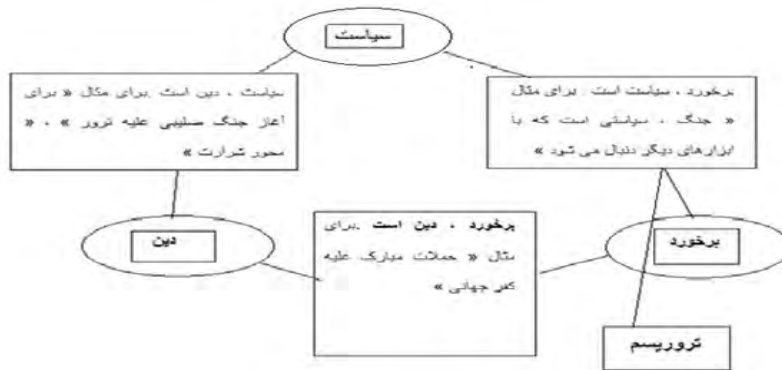 سیاست
برخورد ، سیاست است . برای مثال
« جنگ ، سیاستی است که با
ابزارهای دیگر دنبال می شود »
سیاست ، دین است .برای مثال « برای
آغاز جنگ صلیبی علیه ترور » ، «
محور شرارت »
برخورد
برخورد ، دین است .برای
مثال « حملات مبارک علیه
کفر جهانی »
دین
تروریسم